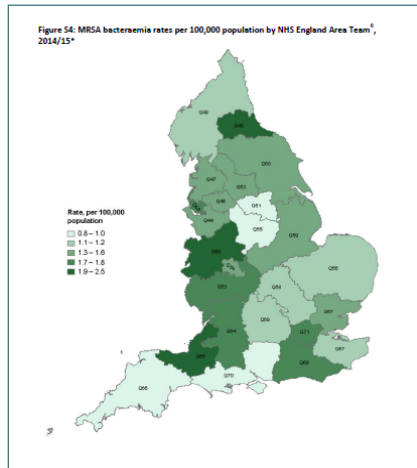 Figure S4: MRSA bacteraemia rates per 100,000 population by NHS England Area Team
2014/15*
Q49
Q45
Q50
Q47
Q52
Q46
Q51
Q44
Q55
Q59
Rate, per 100,000
population
0.8 – 1.0
1.1 – 1.2
1.3 – 1.6
1.7 – 1.8
1.9 – 2.5
Q56
Q53
Q58
Q57
Q69
Q64
Q71
Q67
Q65
Q68
Q70
Q66